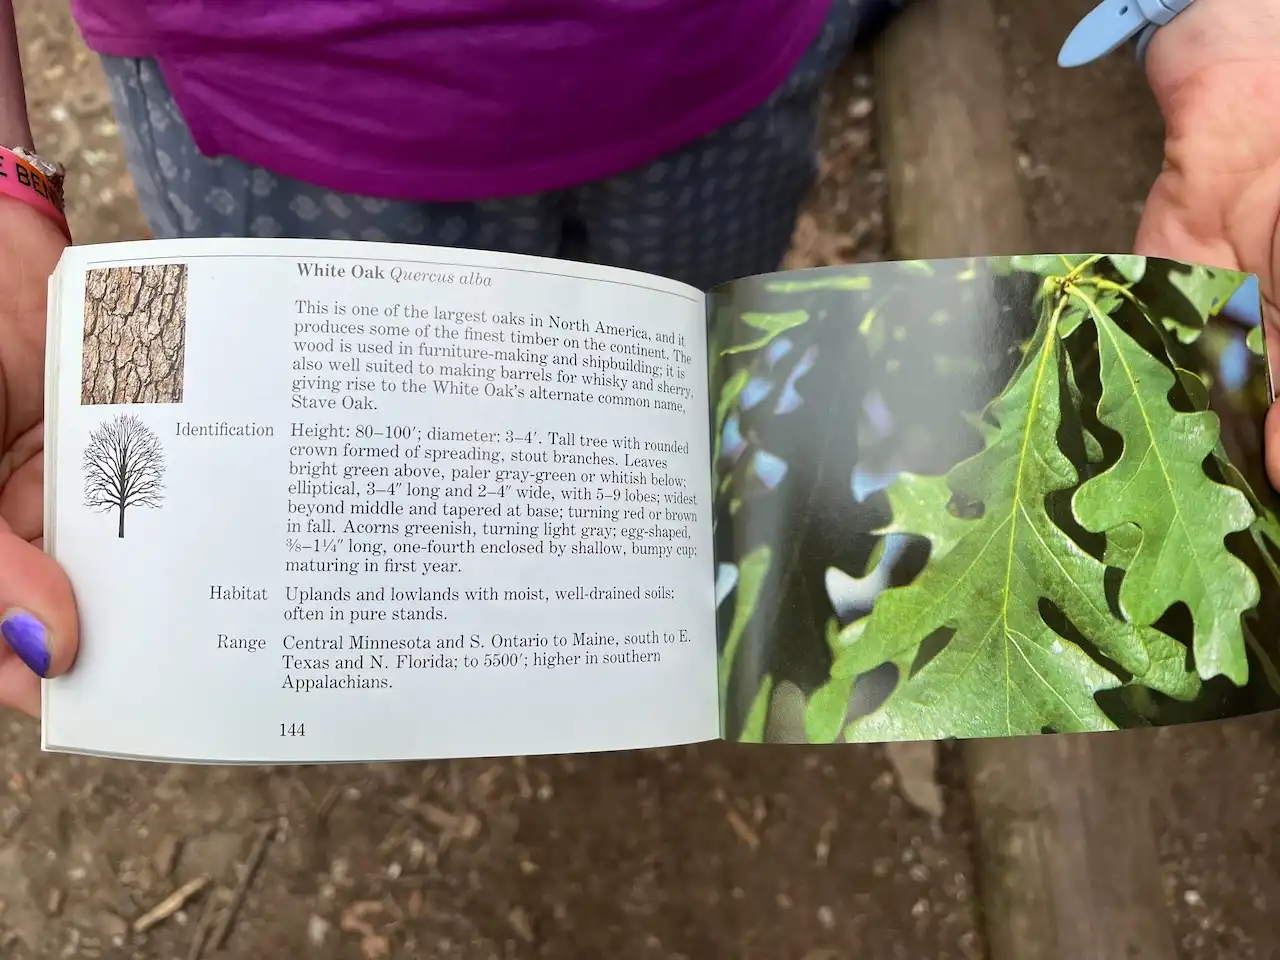 E BEN
White Oak Quercus alba
This is one of the largest oaks in North America, and it
produces some of the finest timber on the continent. The
wood is used in furniture-making and shipbuilding; it is
also well suited to making barrels for whisky and sherry,
giving rise to the White Oak's alternate common name,
Stave Oak.
Identification Height: 80–100′; diameter: 3–4′. Tall tree with rounded
crown formed of spreading, stout branches. Leaves
bright green above, paler gray-green or whitish below;
elliptical, 3–4″ long and 2–4″ wide, with 5–9 lobes; widest
beyond middle and tapered at base; turning red or brown
in fall. Acorns greenish, turning light gray; egg-shaped,
⅜–1¼″ long, one-fourth enclosed by shallow, bumpy cup;
maturing in first year.
Habitat Uplands and lowlands with moist, well-drained soils;
often in pure stands.
Range Central Minnesota and S. Ontario to Maine, south to E.
Texas and N. Florida; to 5500′; higher in southern
Appalachians.
144